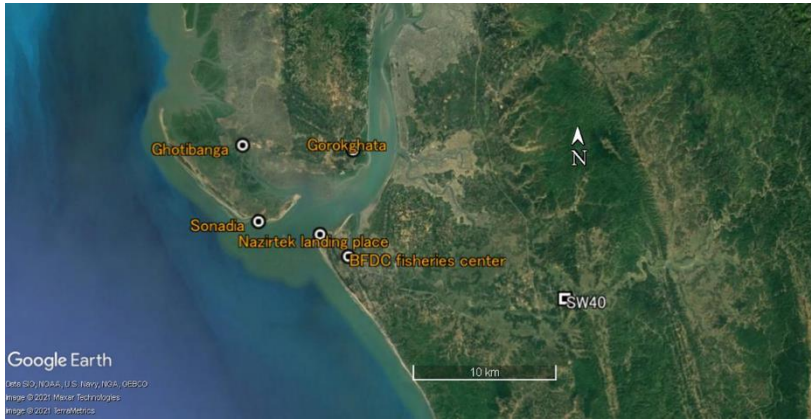 Ghotibanga
Gorokghata
N
Sonadia
Nazirtek landing place
BFDC fisheries center
SW40
10 km
Google Earth
Data SIO, NOAA, U.S. Navy, NGA, GEBCO
Image © 2021 Maxar Technologies
Image © 2021 TerraMetrics